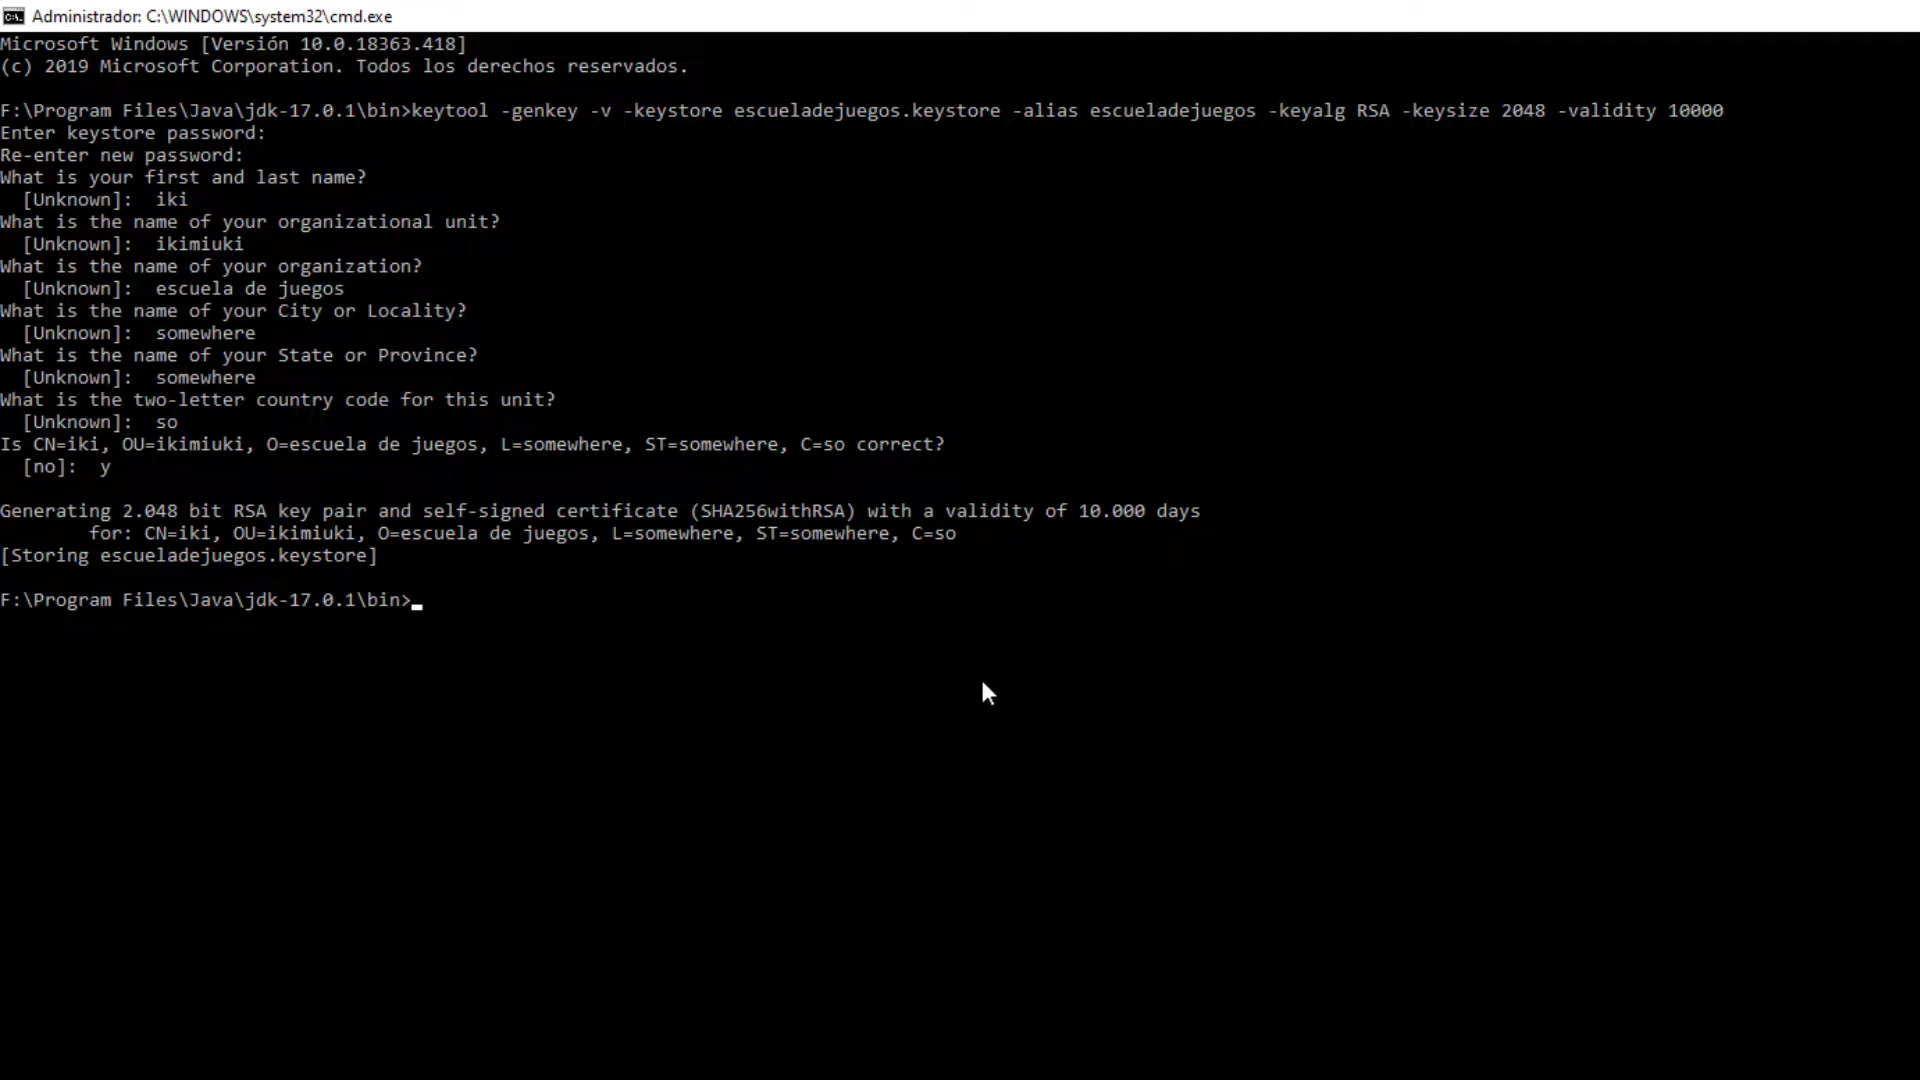 Administrador: C:\WINDOWS\system32\cmd.exe
Microsoft Windows [Versión 10.0.18363.418]
(c) 2019 Microsoft Corporation. Todos los derechos reservados.
F:\Program Files\Java\jdk-17.0.1\bin>keytool -genkey -v -keystore escueladejuegos.keystore -alias escueladejuegos -keyalg RSA -keysize 2048 -validity 10000
Enter keystore password:
Re-enter new password:
What is your first and last name?
[Unknown]:  iki
What is the name of your organizational unit?
[Unknown]:  ikimiuki
What is the name of your organization?
[Unknown]:  escuela de juegos
What is the name of your City or Locality?
[Unknown]:  somewhere
What is the name of your State or Province?
[Unknown]:  somewhere
What is the two-letter country code for this unit?
[Unknown]:  so
Is CN=iki, OU=ikimiuki, O=escuela de juegos, L=somewhere, ST=somewhere, C=so correct?
[no]:  y
Generating 2.048 bit RSA key pair and self-signed certificate (SHA256withRSA) with a validity of 10.000 days
for: CN=iki, OU=ikimiuki, O=escuela de juegos, L=somewhere, ST=somewhere, C=so
[Storing escueladejuegos.keystore]
F:\Program Files\Java\jdk-17.0.1\bin>